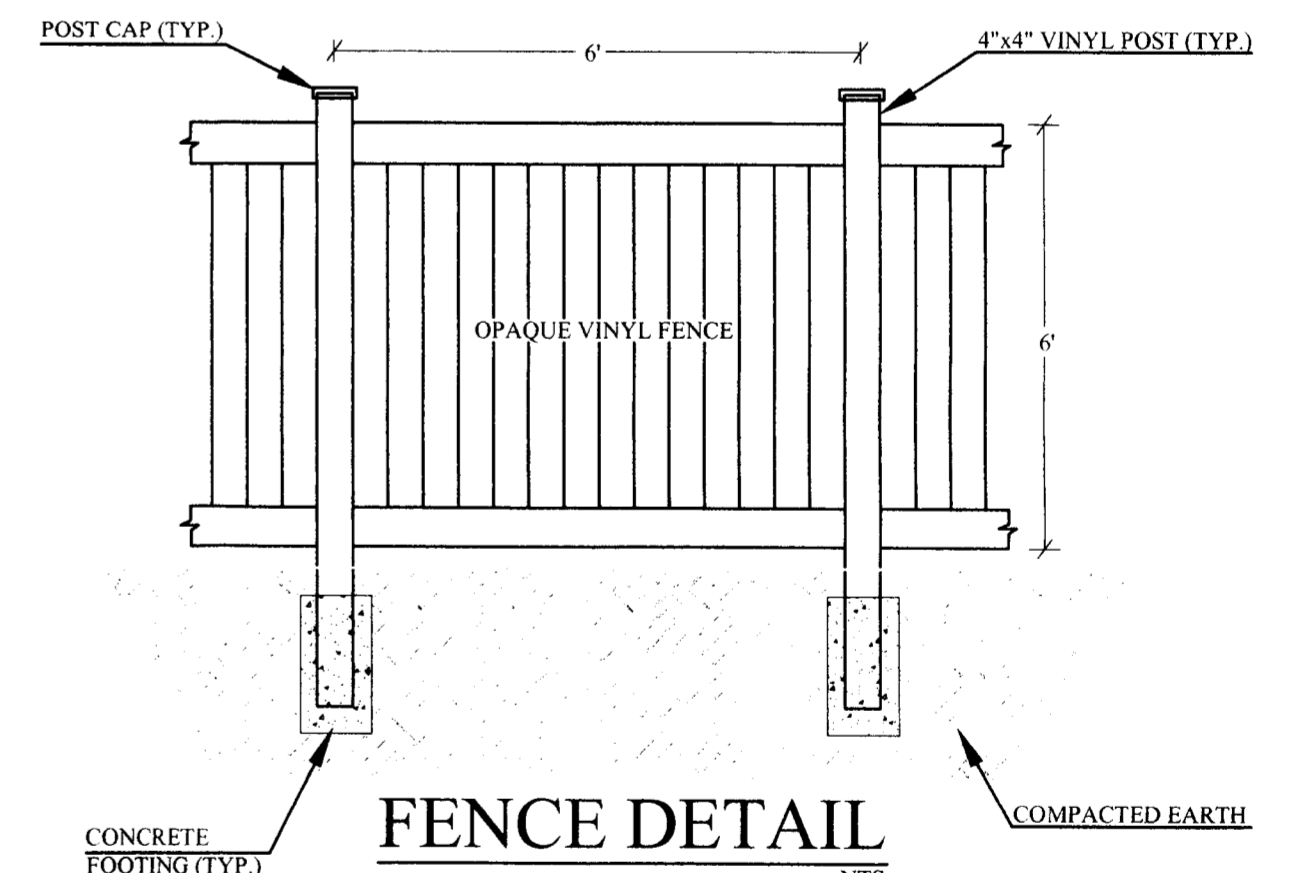 POST CAP (TYP.)
6'
4"x4" VINYL POST (TYP.)
OPAQUE VINYL FENCE
6'
CONCRETE
FOOTING (TYP.)
COMPACTED EARTH
FENCE DETAIL
NTS